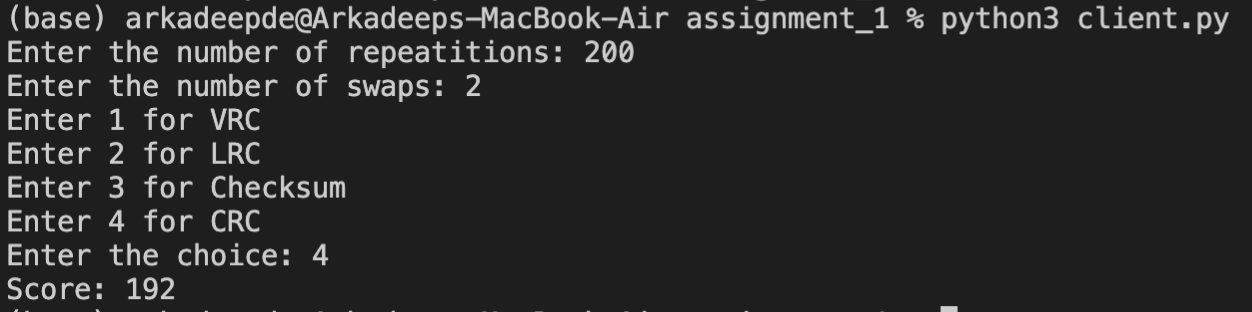 (base) arkadeepde@Arkadeeps-MacBook-Air assignment_1 % python3 client.py
Enter the number of repeatitions: 200
Enter the number of swaps: 2
Enter 1 for VRC
Enter 2 for LRC
Enter 3 for Checksum
Enter 4 for CRC
Enter the choice: 4
Score: 192